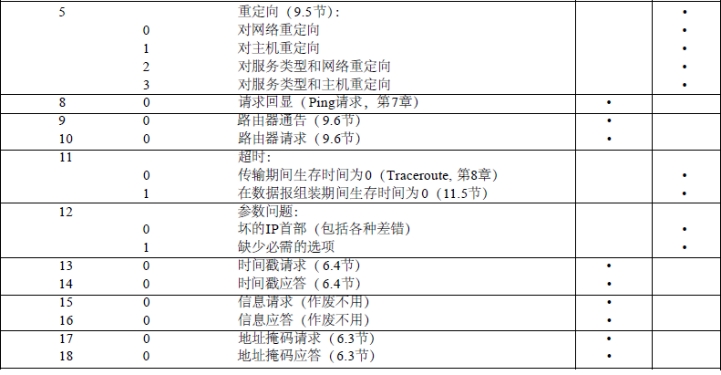 5 重定向（9.5节）： •
0 对网络重定向 •
1 对主机重定向 •
2 对服务类型和网络重定向 •
3 对服务类型和主机重定向 •
8 0 请求回显（Ping请求，第7章） •
9 0 路由器通告（9.6节） •
10 0 路由器请求（9.6节） •
11 超时：
0 传输期间生存时间为0（Traceroute, 第8章） •
1 在数据报组装期间生存时间为0（11.5节） •
12 参数问题：
0 坏的IP首部（包括各种差错） •
1 缺少必需的选项 •
13 0 时间戳请求（6.4节） •
14 0 时间戳应答（6.4节） •
15 0 信息请求（作废不用） •
16 0 信息应答（作废不用） •
17 0 地址掩码请求（6.3节） •
18 0 地址掩码应答（6.3节） •